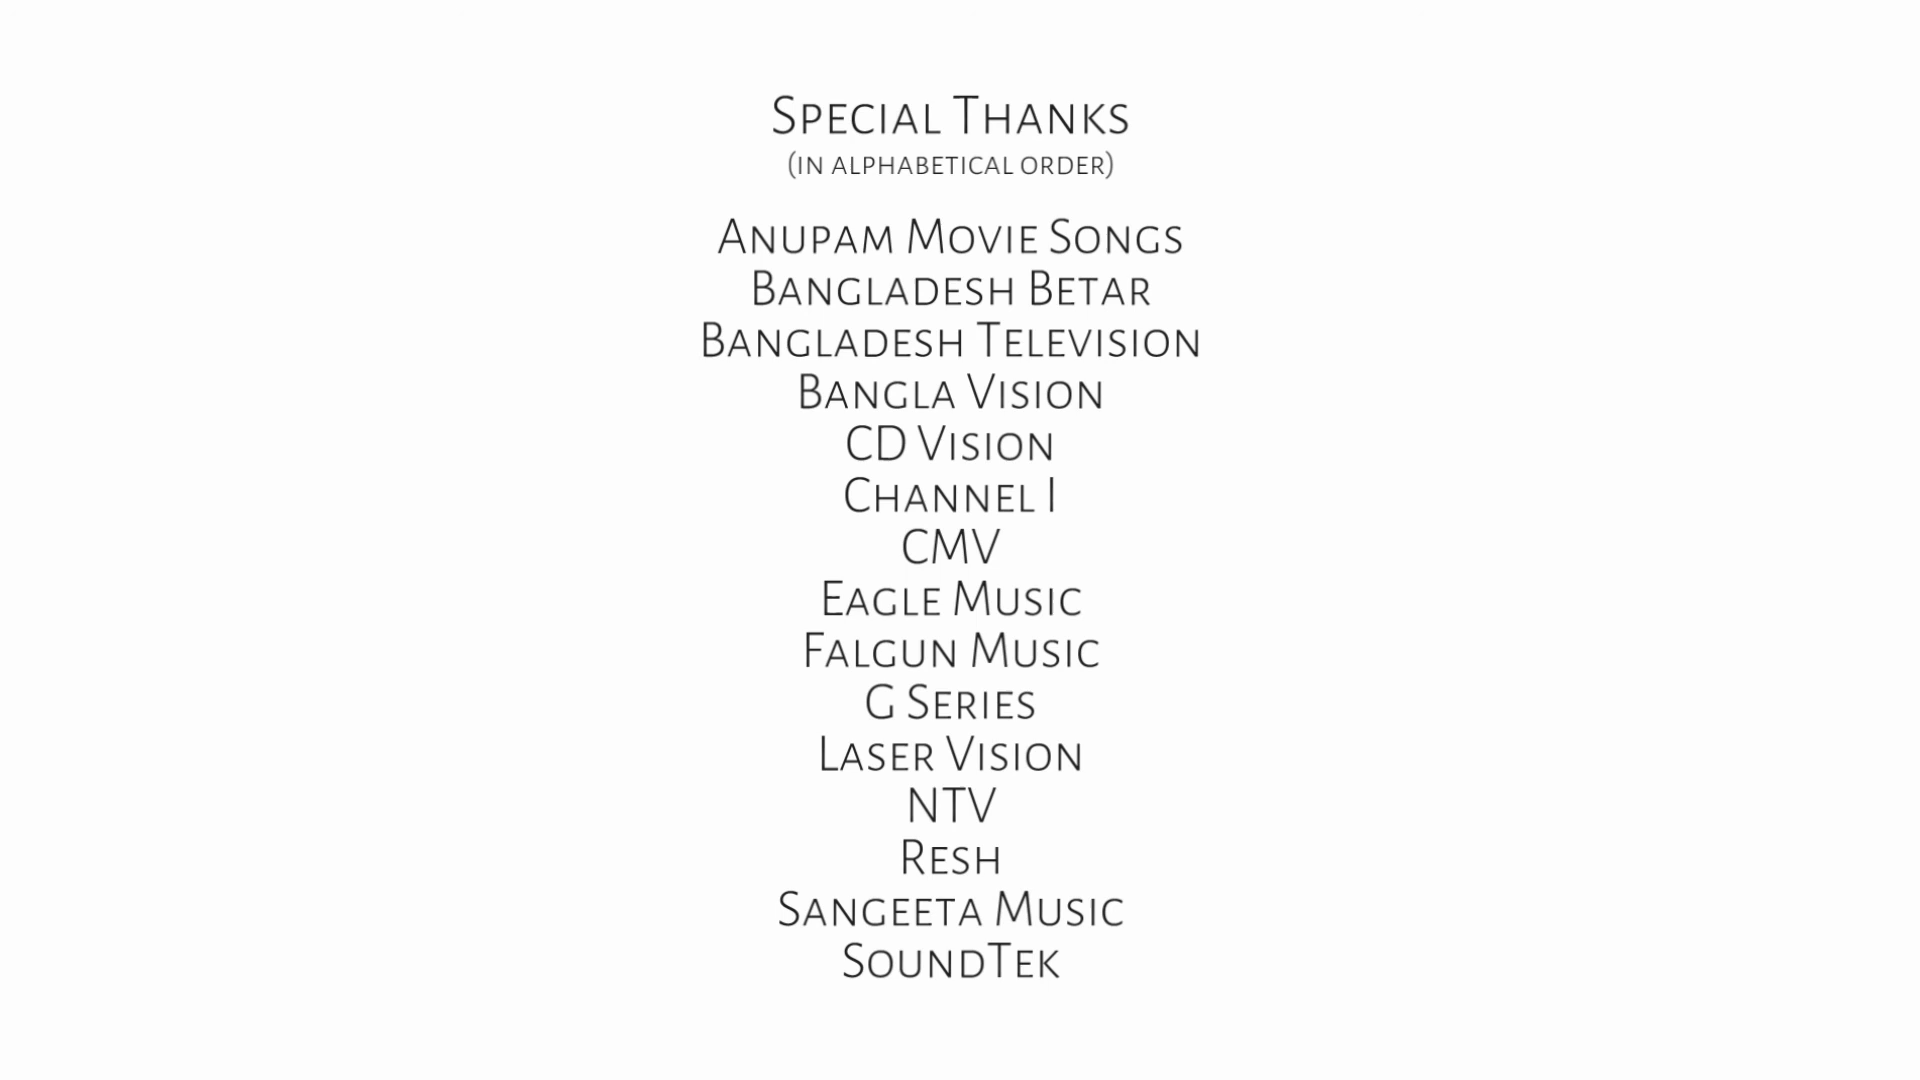 Special Thanks
(in alphabetical order)
Anupam Movie Songs
Bangladesh Betar
Bangladesh Television
Bangla Vision
CD Vision
Channel I
CMV
Eagle Music
Falgun Music
G Series
Laser Vision
NTV
Resh
Sangeeta Music
SoundTek